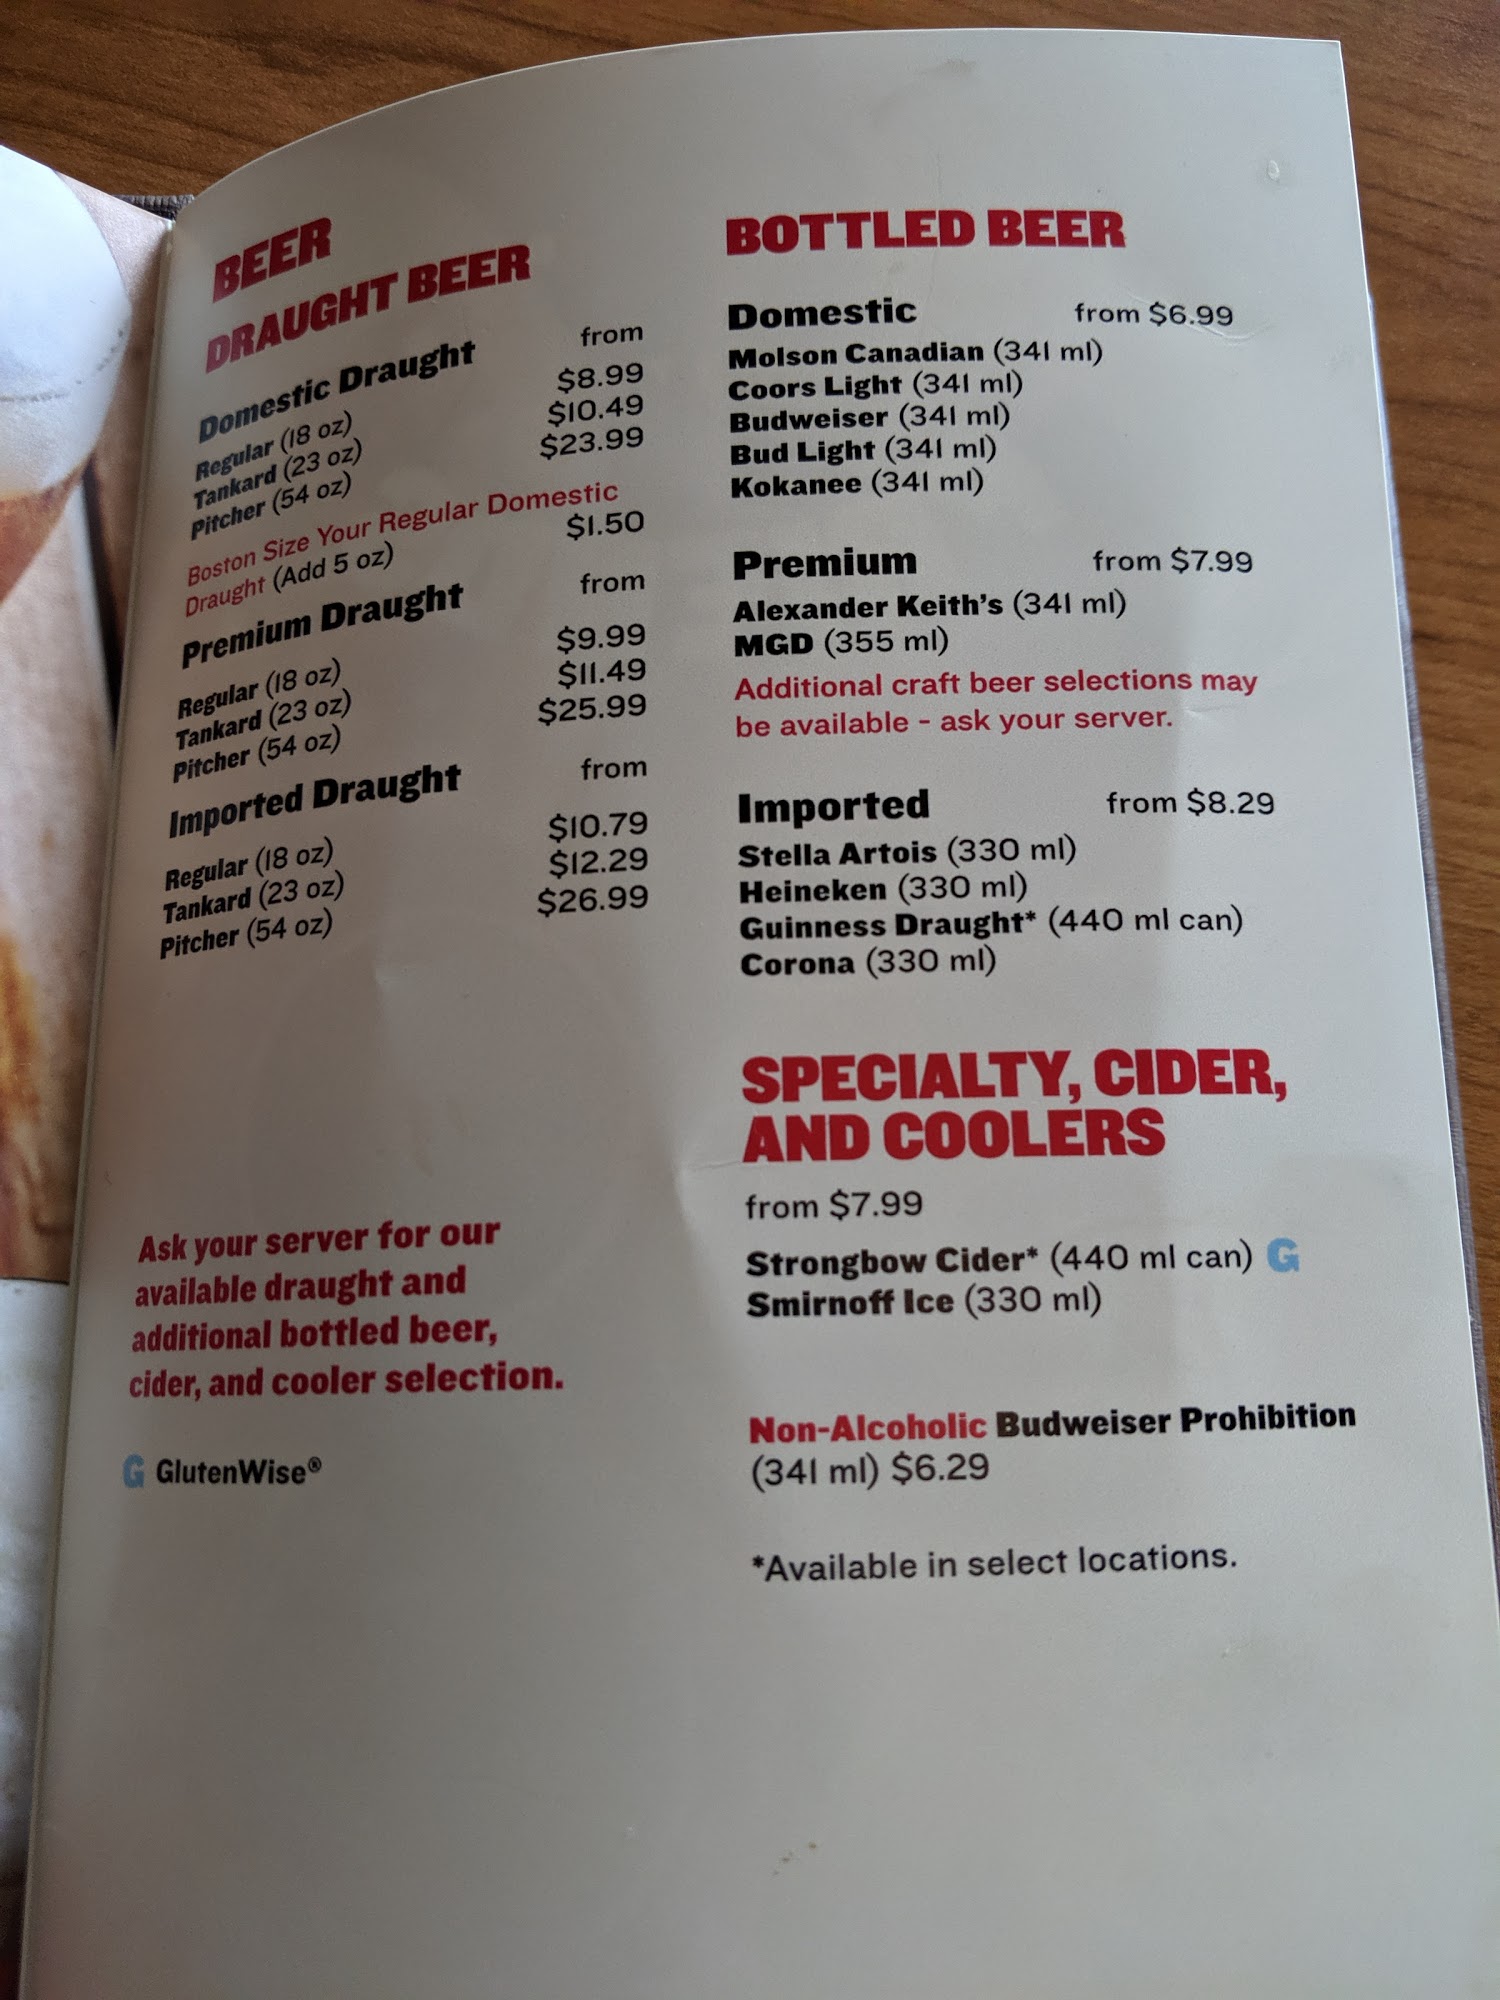 BEER
DRAUGHT BEER
Domestic Draught from
Regular (18 oz) $8.99
Tankard (23 oz) $10.49
Pitcher (54 oz) $23.99
Boston Size Your Regular Domestic
Draught (Add 5 oz) $1.50
Premium Draught from
Regular (18 oz) $9.99
Tankard (23 oz) $11.49
Pitcher (54 oz) $25.99
Imported Draught from
Regular (18 oz) $10.79
Tankard (23 oz) $12.29
Pitcher (54 oz) $26.99
Ask your server for our
available draught and
additional bottled beer,
cider, and cooler selection.
G GlutenWise®
BOTTLED BEER
Domestic from $6.99
Molson Canadian (341 ml)
Coors Light (341 ml)
Budweiser (341 ml)
Bud Light (341 ml)
Kokanee (341 ml)
Premium from $7.99
Alexander Keith's (341 ml)
MGD (355 ml)
Additional craft beer selections may
be available - ask your server.
Imported from $8.29
Stella Artois (330 ml)
Heineken (330 ml)
Guinness Draught* (440 ml can)
Corona (330 ml)
SPECIALTY, CIDER,
AND COOLERS
from $7.99
Strongbow Cider* (440 ml can) G
Smirnoff Ice (330 ml)
Non-Alcoholic Budweiser Prohibition
(341 ml) $6.29
*Available in select locations.